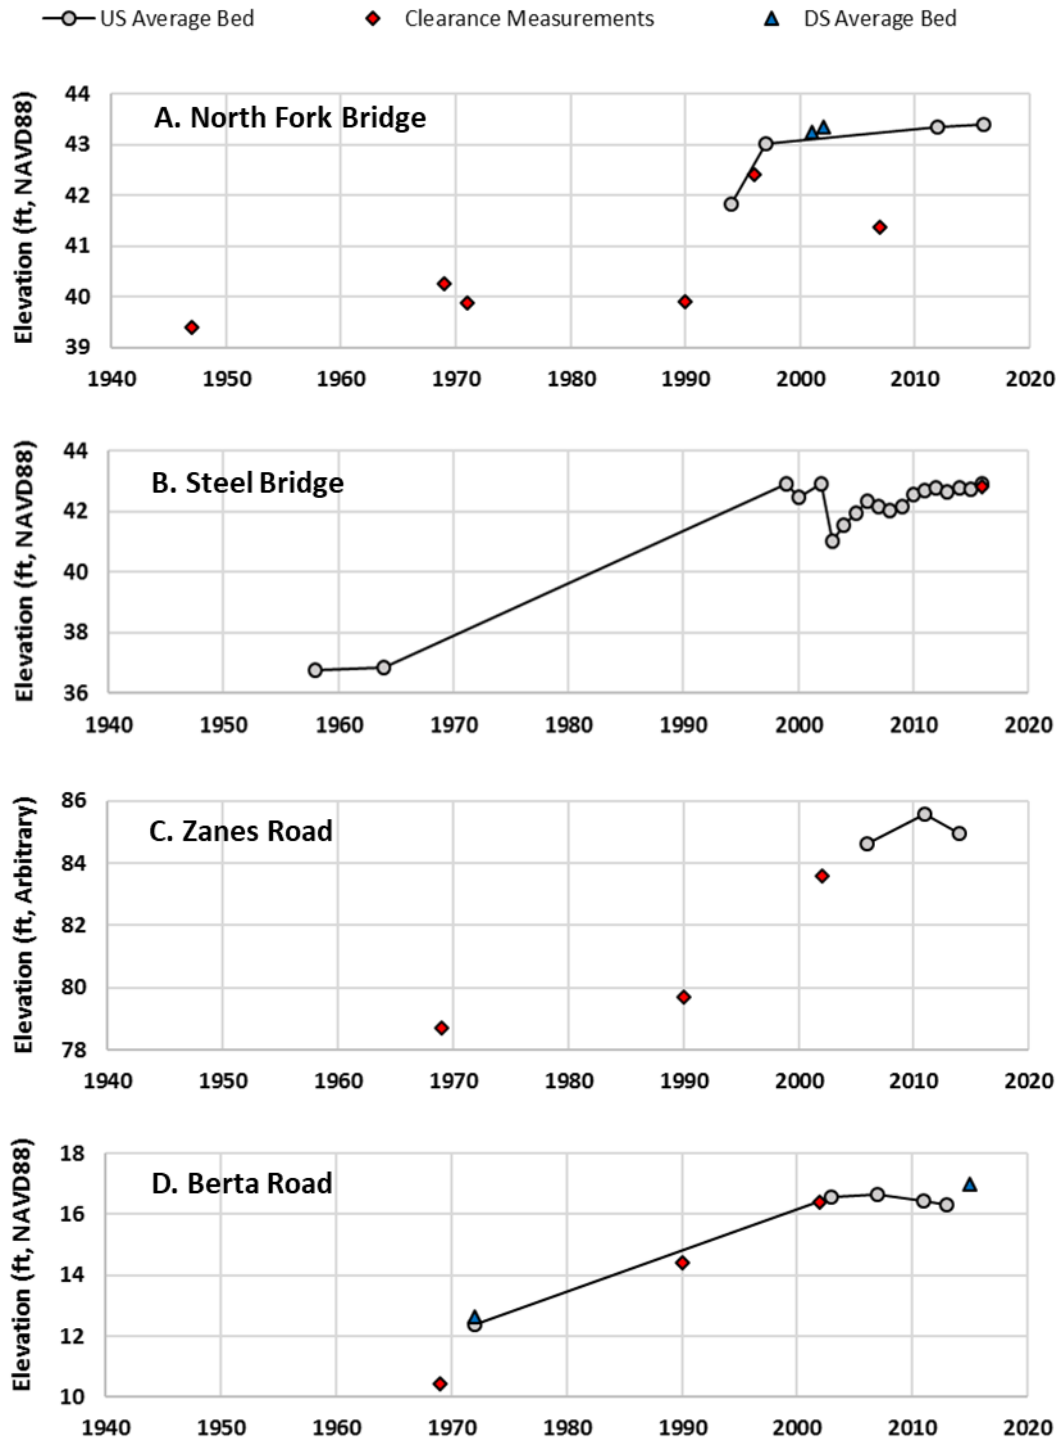 US Average Bed Clearance Measurements DS Average Bed
A. North Fork Bridge
Elevation (ft, NAVD88)
44
43
42
41
40
39
1940 1950 1960 1970 1980 1990 2000 2010 2020
B. Steel Bridge
Elevation (ft, NAVD88)
44
42
40
38
36
1940 1950 1960 1970 1980 1990 2000 2010 2020
C. Zanes Road
Elevation (ft, Arbitrary)
86
84
82
80
78
1940 1950 1960 1970 1980 1990 2000 2010 2020
D. Berta Road
Elevation (ft, NAVD88)
18
16
14
12
10
1940 1950 1960 1970 1980 1990 2000 2010 2020